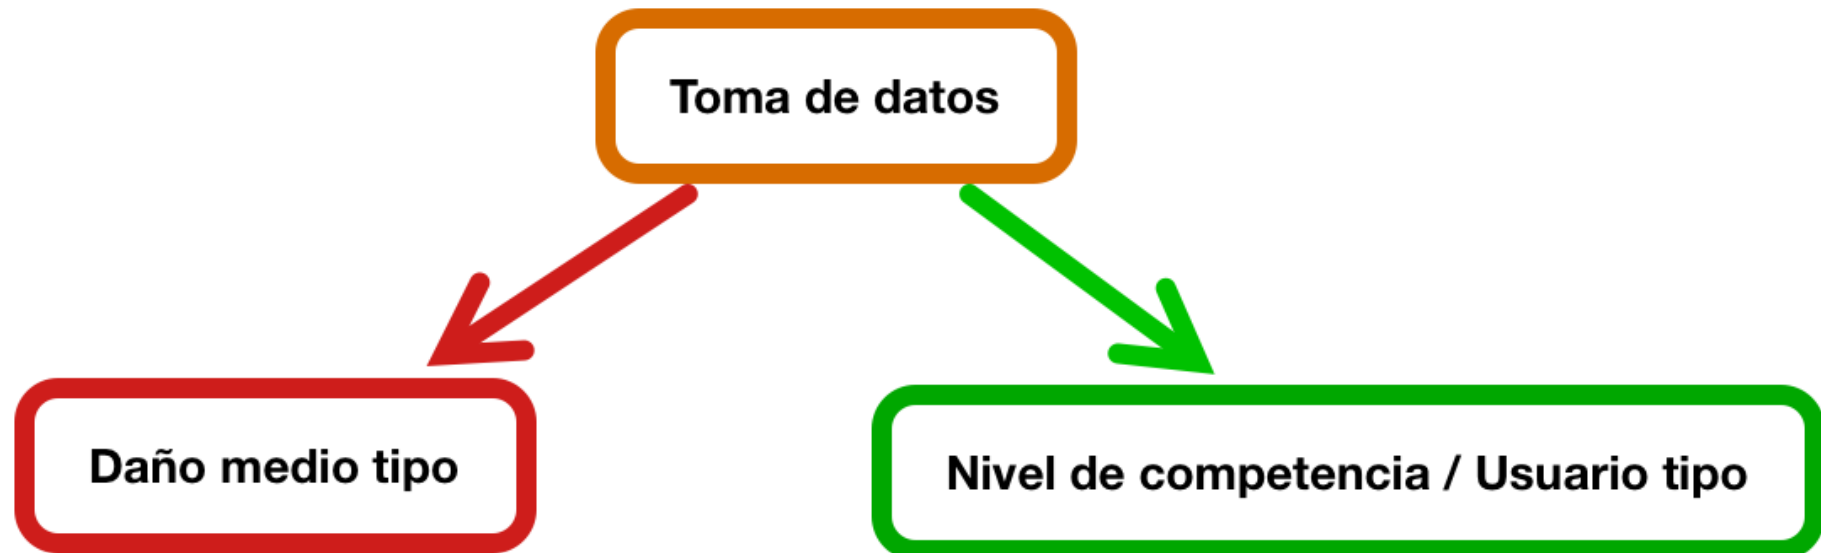 Toma de datos
Daño medio tipo
Nivel de competencia / Usuario tipo